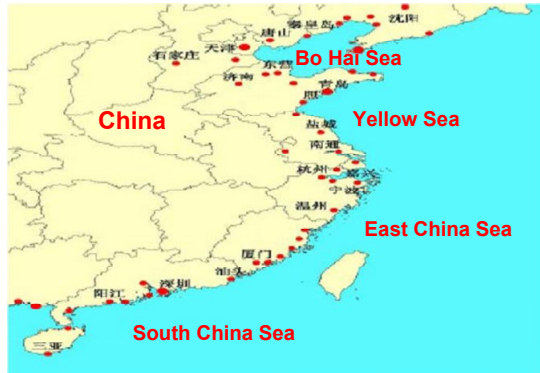 秦皇岛
沈阳
唐山
天津
石家庄
Bo Hai Sea
东营
济南
青岛
China
Yellow Sea
盐城
南通
杭州
嘉兴
宁波
温州
East China Sea
厦门
汕头
深圳
阳江
South China Sea
三亚